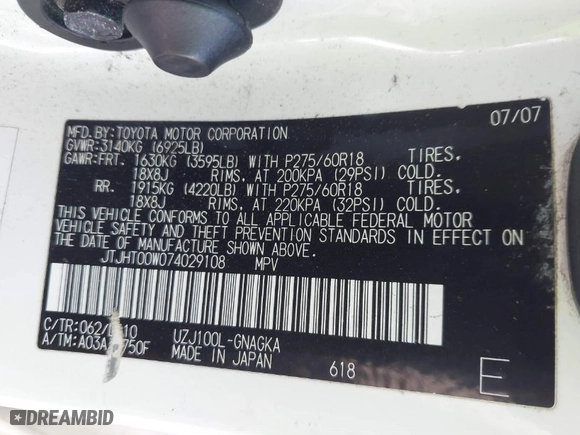 MFD.BY:TOYOTA MOTOR CORPORATION 07/07
GVWR:3140KG (6925LB)
GAWR:FRT. 1630KG (3595LB) WITH P275/60R18 TIRES.
18X8J RIMS, AT 200KPA (29PSI) COLD.
RR. 1915KG (4220LB) WITH P275/60R18 TIRES.
18X8J RIMS, AT 220KPA (32PSI) COLD.
THIS VEHICLE CONFORMS TO ALL APPLICABLE FEDERAL MOTOR
VEHICLE SAFETY AND THEFT PREVENTION STANDARDS IN EFFECT ON
THE DATE OF MANUFACTURE SHOWN ABOVE.
JTJHT00W074029108 MPV
C/TR: UZJ100L-GNAGKA
A/TM: MADE IN JAPAN 618 E
DREAMBID